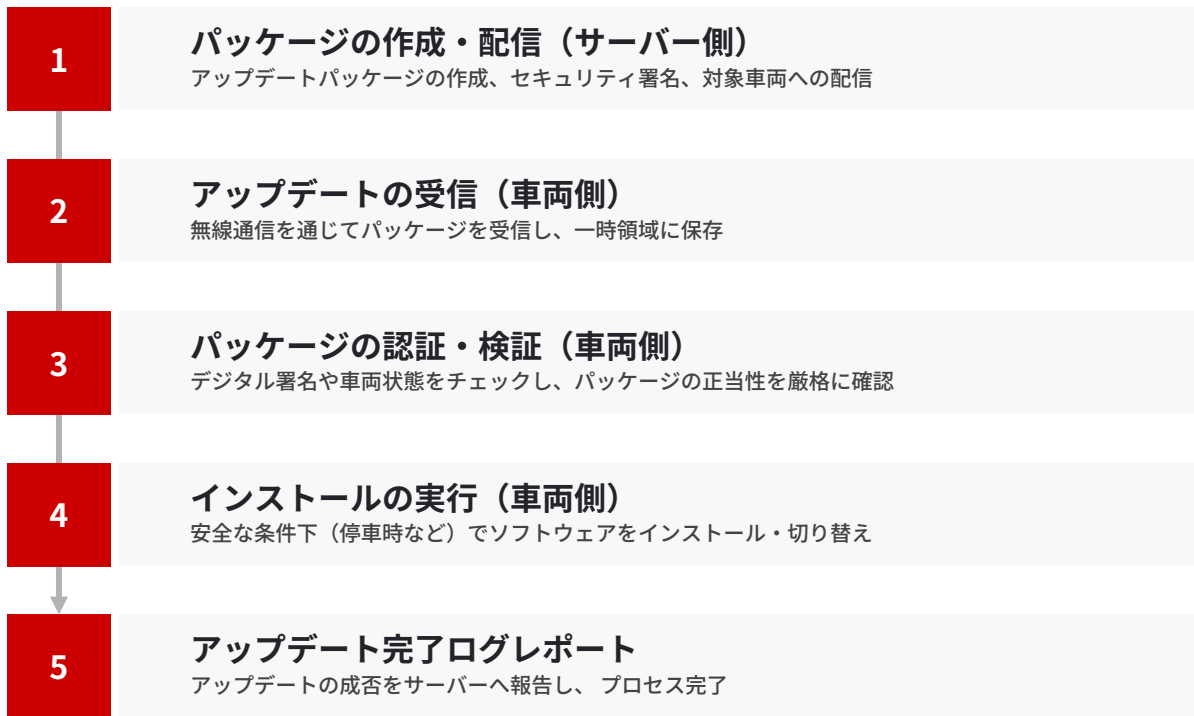 1
パッケージの作成・配信（サーバー側）
アップデートパッケージの作成、セキュリティ署名、対象車両への配信
2
アップデートの受信（車両側）
無線通信を通じてパッケージを受信し、一時領域に保存
3
パッケージの認証・検証（車両側）
デジタル署名や車両状態をチェックし、パッケージの正当性を厳格に確認
4
インストールの実行（車両側）
安全な条件下（停車時など）でソフトウェアをインストール・切り替え
5
アップデート完了ログレポート
アップデートの成否をサーバーへ報告し、 プロセス完了